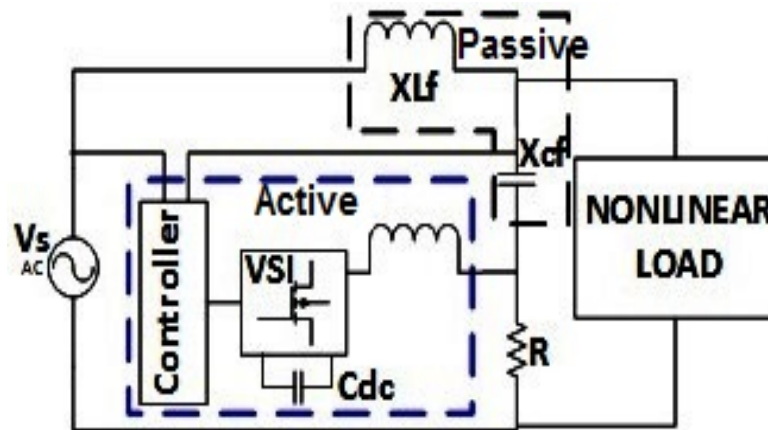 Passive
XLf
Xcf
Active
Vs
AC
Controller
VSI
Cdc
R
NONLINEAR
LOAD